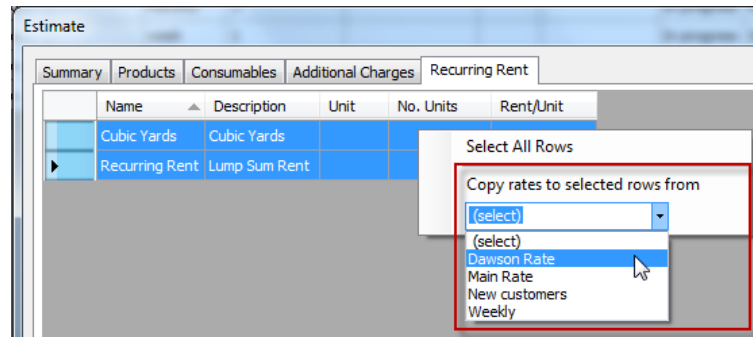 Estimate
Summary Products Consumables Additional Charges Recurring Rent
Name Description Unit No. Units Rent/Unit
Cubic Yards Cubic Yards
Recurring Rent Lump Sum Rent
Select All Rows
Copy rates to selected rows from
(select)
(select)
Dawson Rate
Main Rate
New customers
Weekly